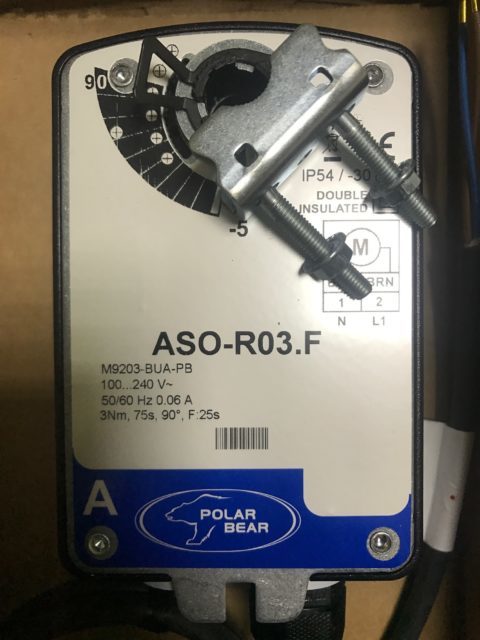 90
-5
IP54 / -30
DOUBLE
INSULATED
M
BRN
1 2
N L1
ASO-R03.F
M9203-BUA-PB
100...240 V~
50/60 Hz 0.06 A
3Nm, 75s, 90°, F:25s
A
POLAR
BEAR